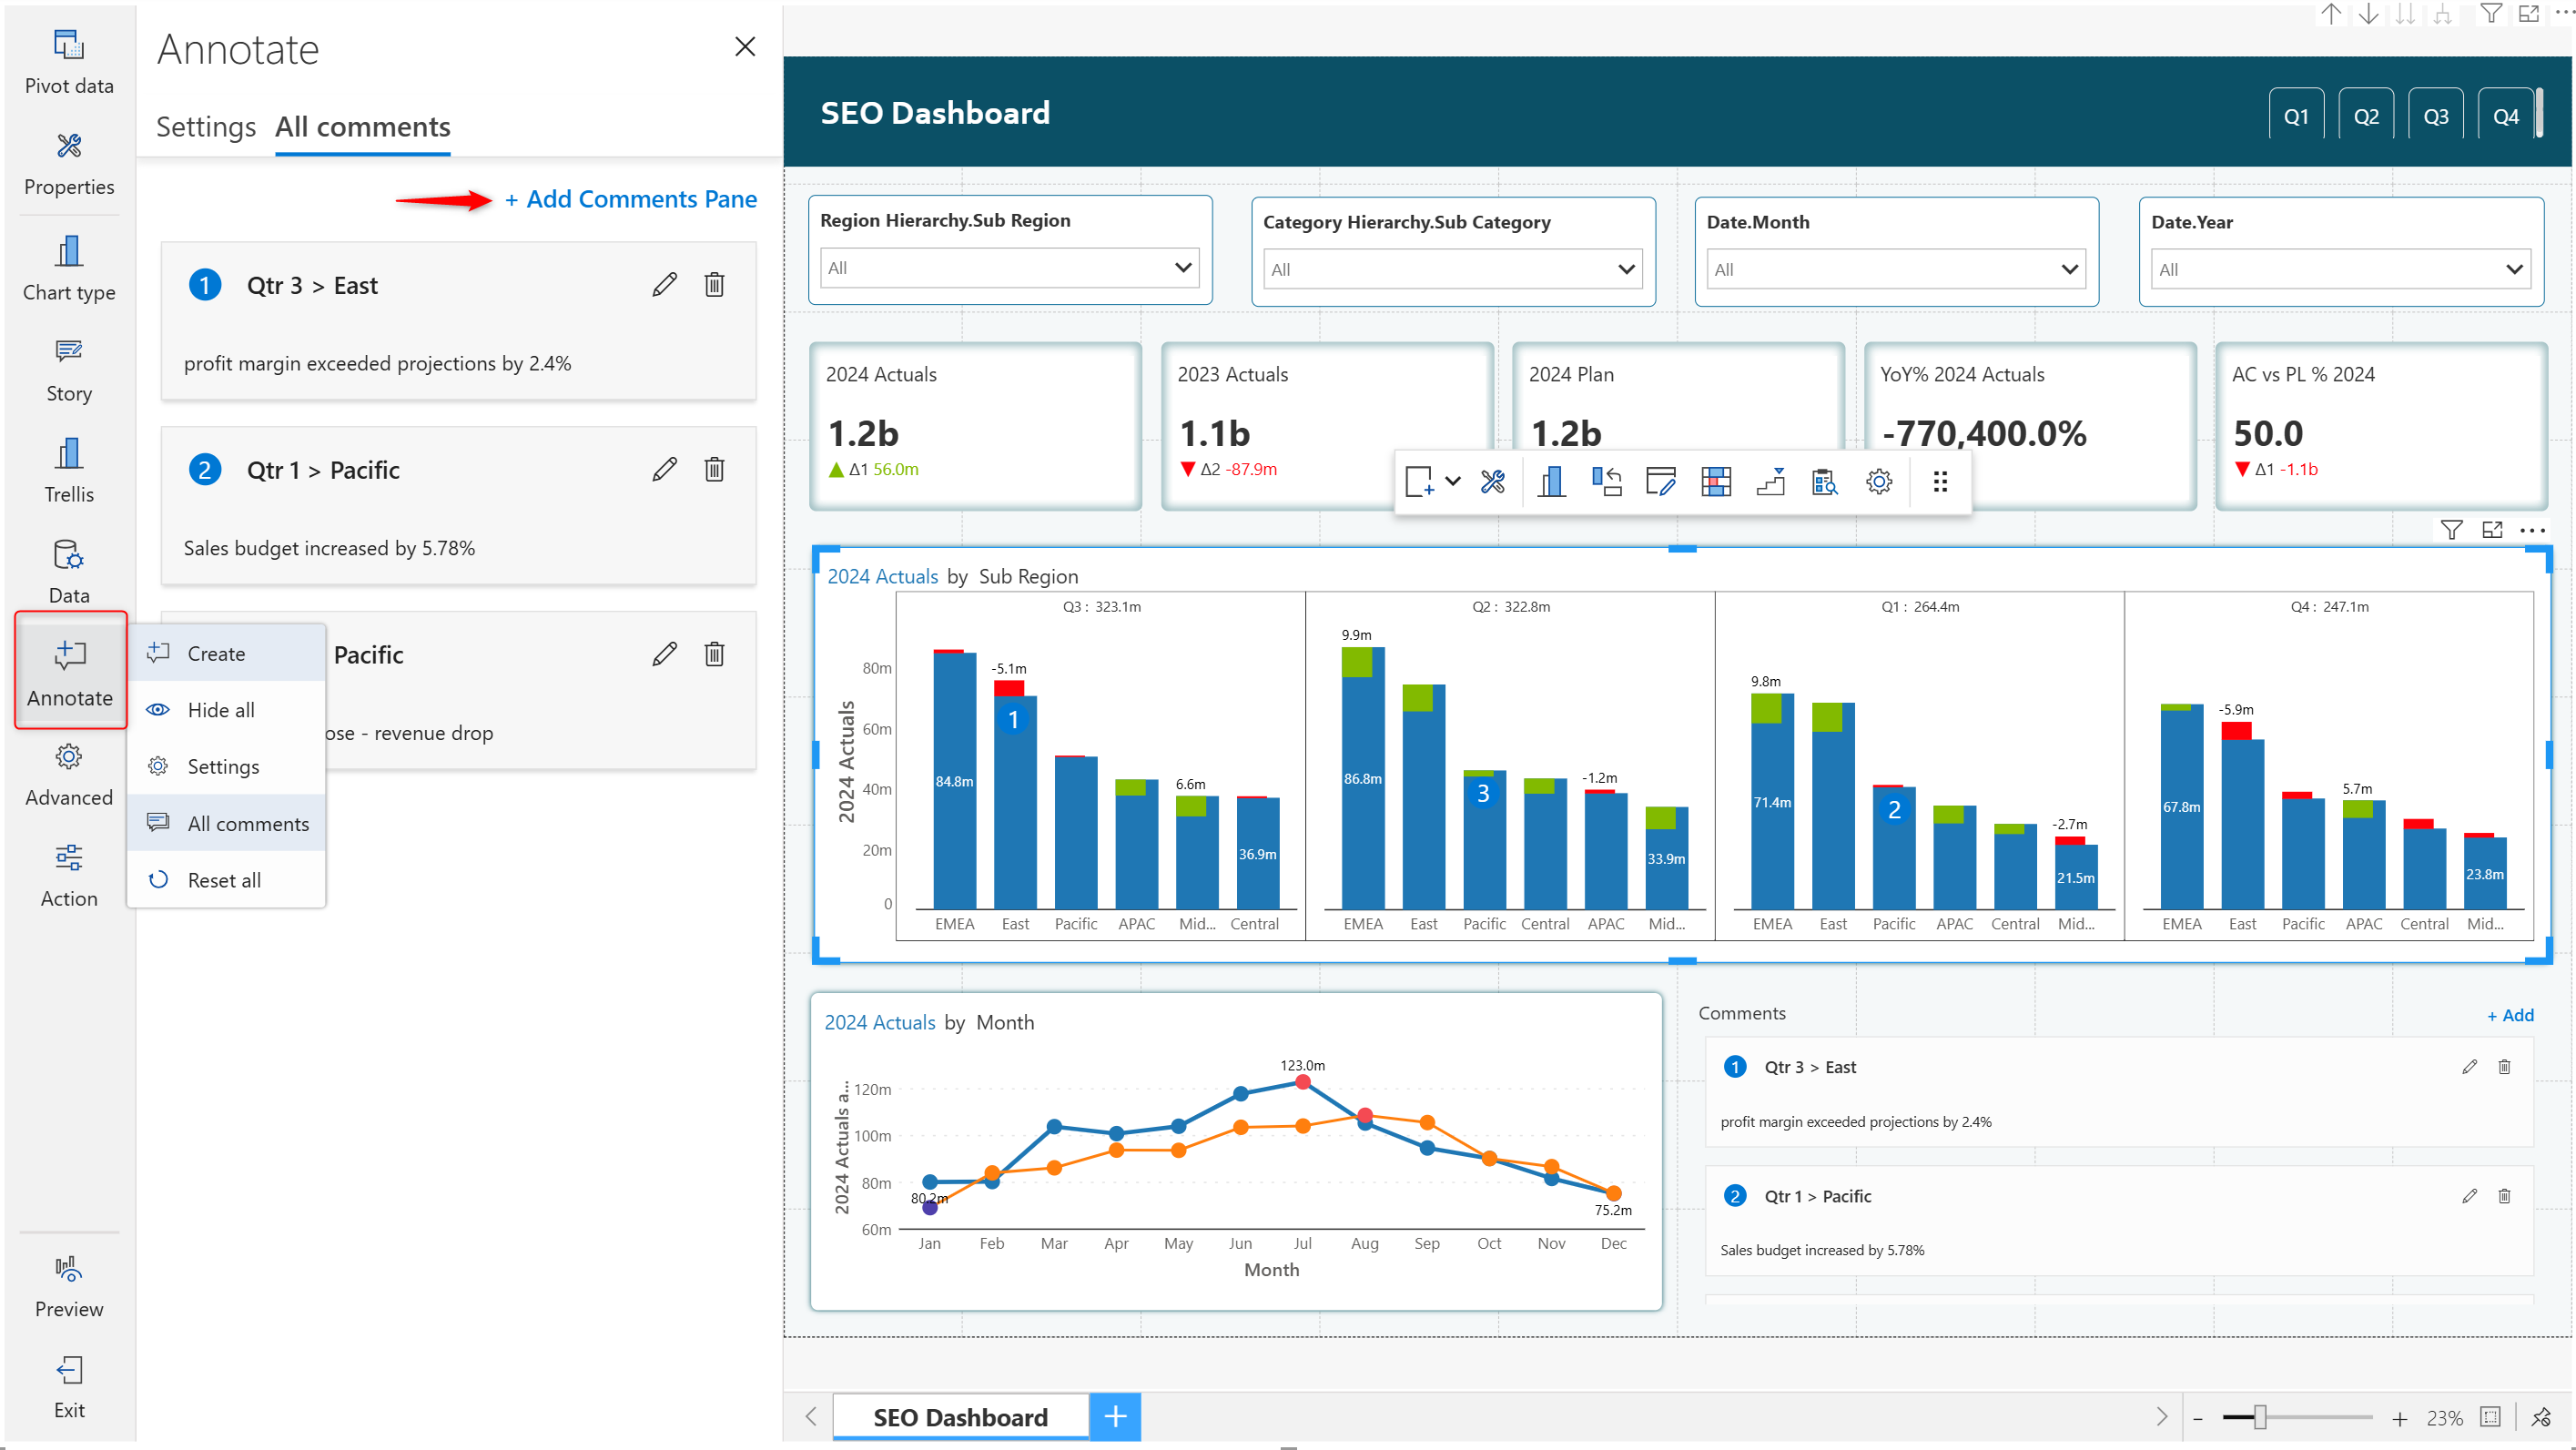 Pivot data
Properties
Chart type
Story
Trellis
Data
Annotate
Advanced
Action
Preview
Exit
Annotate
Settings All comments
+ Add Comments Pane
1 Qtr 3 > East
profit margin exceeded projections by 2.4%
2 Qtr 1 > Pacific
Sales budget increased by 5.78%
Pacific
ose - revenue drop
Create
Hide all
Settings
All comments
Reset all
SEO Dashboard
Q1 Q2 Q3 Q4
Region Hierarchy.Sub Region
All
Category Hierarchy.Sub Category
All
Date.Month
All
Date.Year
All
2024 Actuals
1.2b
Δ1 56.0m
2023 Actuals
1.1b
Δ2 -87.9m
2024 Plan
1.2b
YoY% 2024 Actuals
-770,400.0%
AC vs PL % 2024
50.0
Δ1 -1.1b
2024 Actuals by Sub Region
2024 Actuals
80m
60m
40m
20m
0
Q3 : 323.1m
-5.1m
1
84.8m
6.6m
36.9m
EMEA East Pacific APAC Mid... Central
Q2 : 322.8m
9.9m
86.8m
3
-1.2m
33.9m
EMEA East Pacific Central APAC Mid...
Q1 : 264.4m
9.8m
71.4m
2
-2.7m
21.5m
EMEA East Pacific APAC Central Mid...
Q4 : 247.1m
-5.9m
67.8m
5.7m
23.8m
EMEA East Pacific APAC Central Mid...
2024 Actuals by Month
2024 Actuals a...
120m
100m
80m
60m
123.0m
80.2m
75.2m
Jan Feb Mar Apr May Jun Jul Aug Sep Oct Nov Dec
Month
Comments
+ Add
1 Qtr 3 > East
profit margin exceeded projections by 2.4%
2 Qtr 1 > Pacific
Sales budget increased by 5.78%
SEO Dashboard +
- + 23%